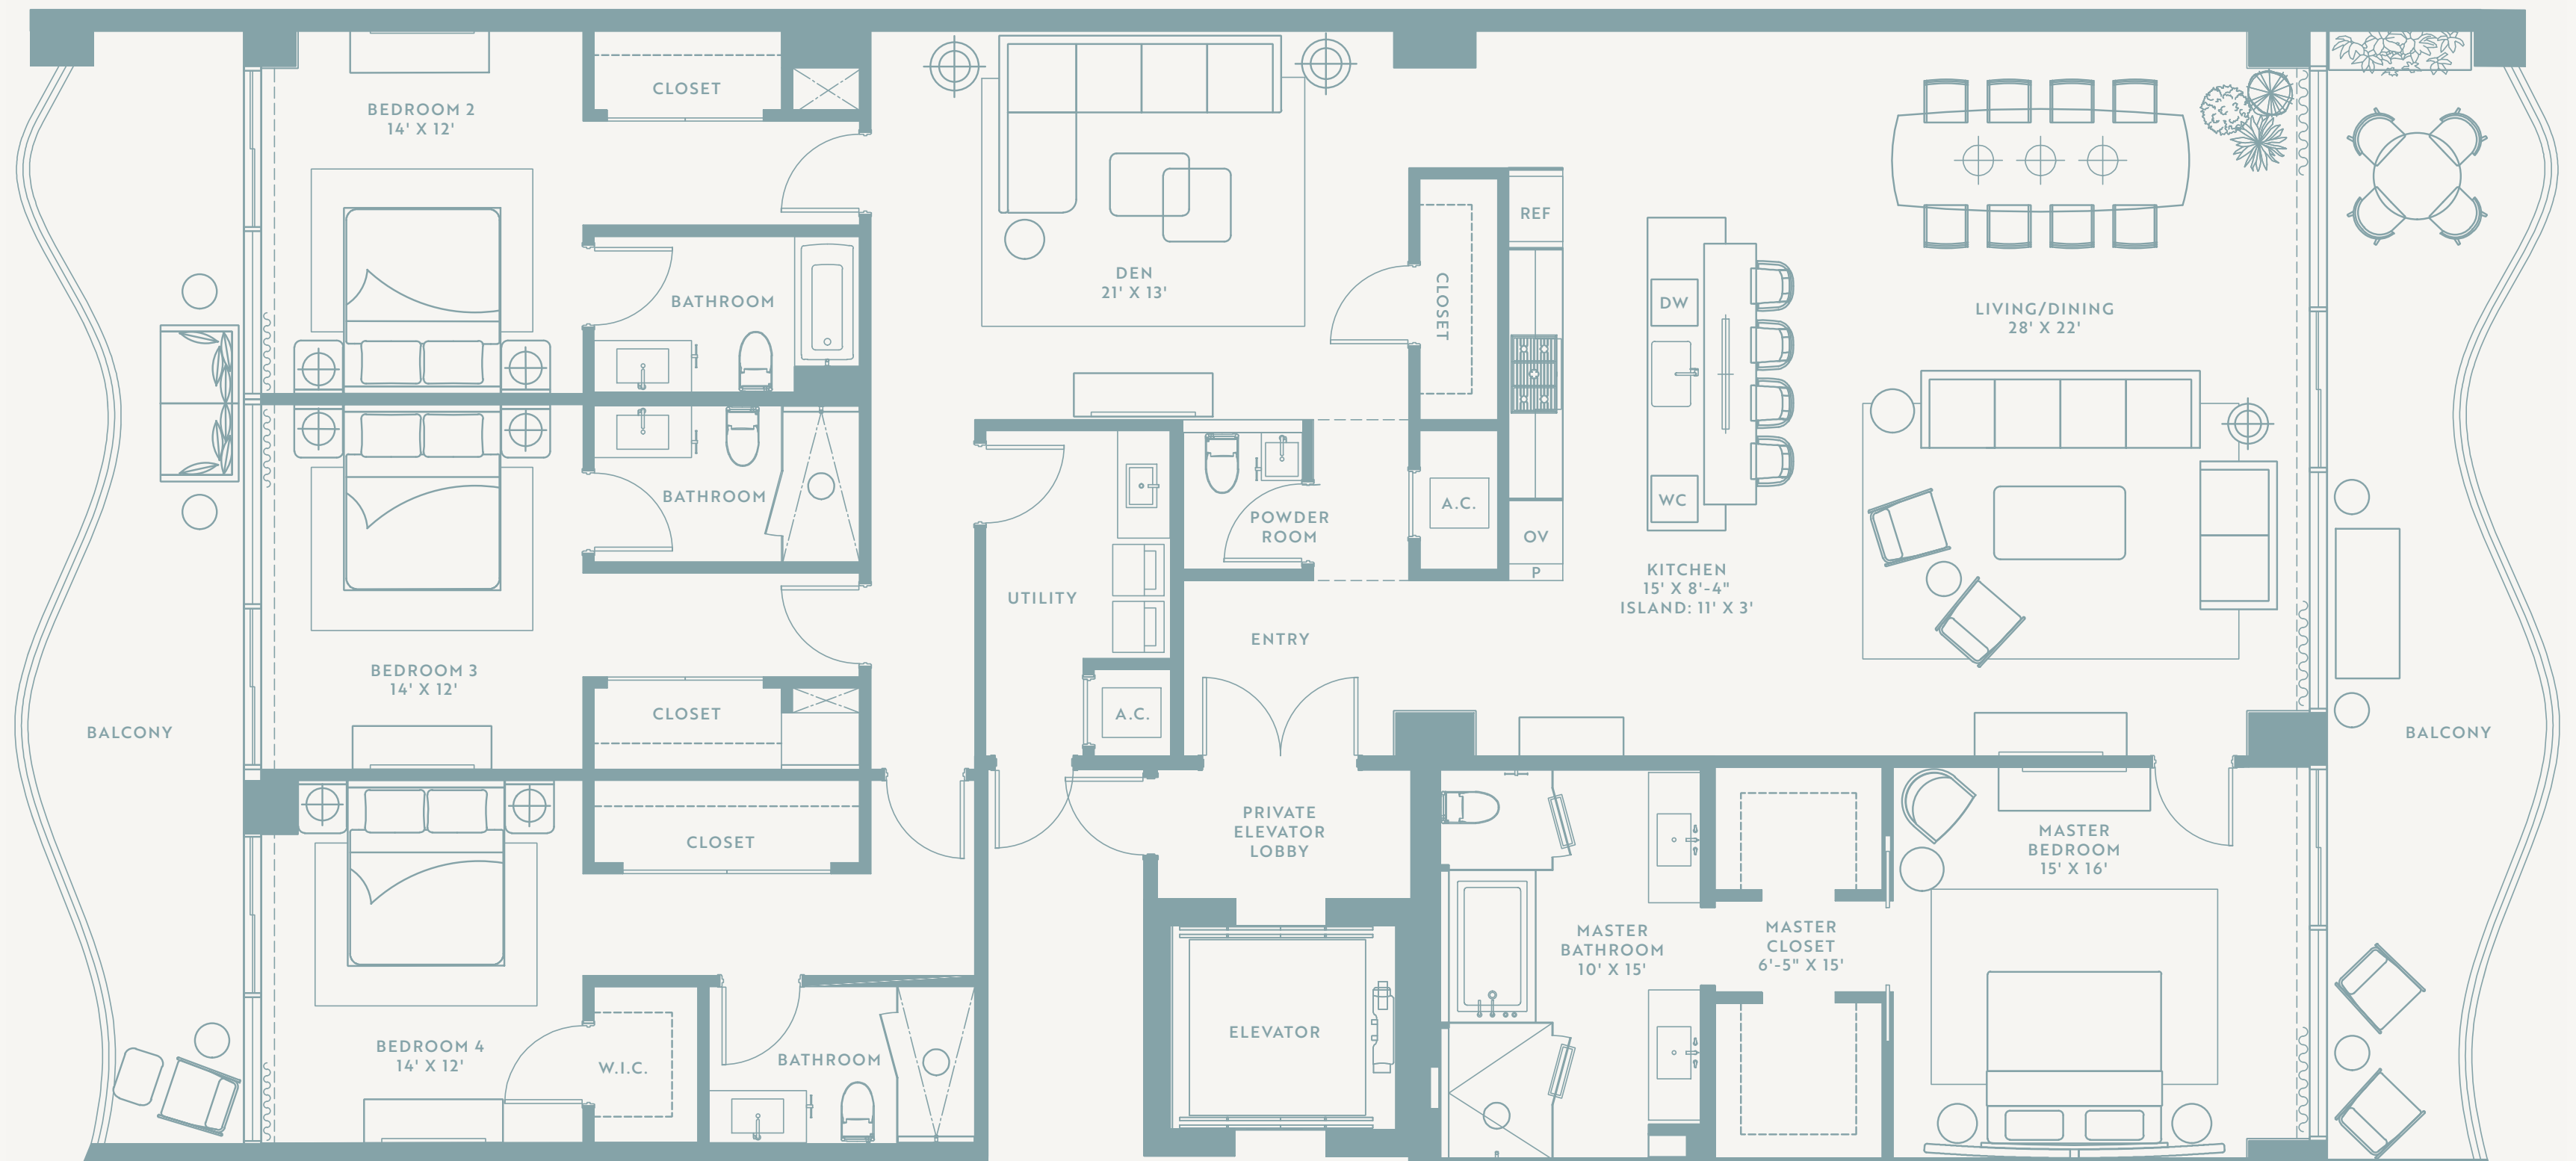 BEDROOM 2
14' X 12'
CLOSET
BATHROOM
DEN
21' X 13'
CLOSET
REF
DW
WC
OV
P
A.C.
KITCHEN
15' X 8'-4"
ISLAND: 11' X 3'
LIVING/DINING
28' X 22'
BATHROOM
BEDROOM 3
14' X 12'
CLOSET
BALCONY
UTILITY
POWDER
ROOM
ENTRY
A.C.
BALCONY
CLOSET
PRIVATE
ELEVATOR
LOBBY
ELEVATOR
MASTER
BATHROOM
10' X 15'
MASTER
CLOSET
6'-5" X 15'
MASTER
BEDROOM
15' X 16'
BEDROOM 4
14' X 12'
W.I.C.
BATHROOM